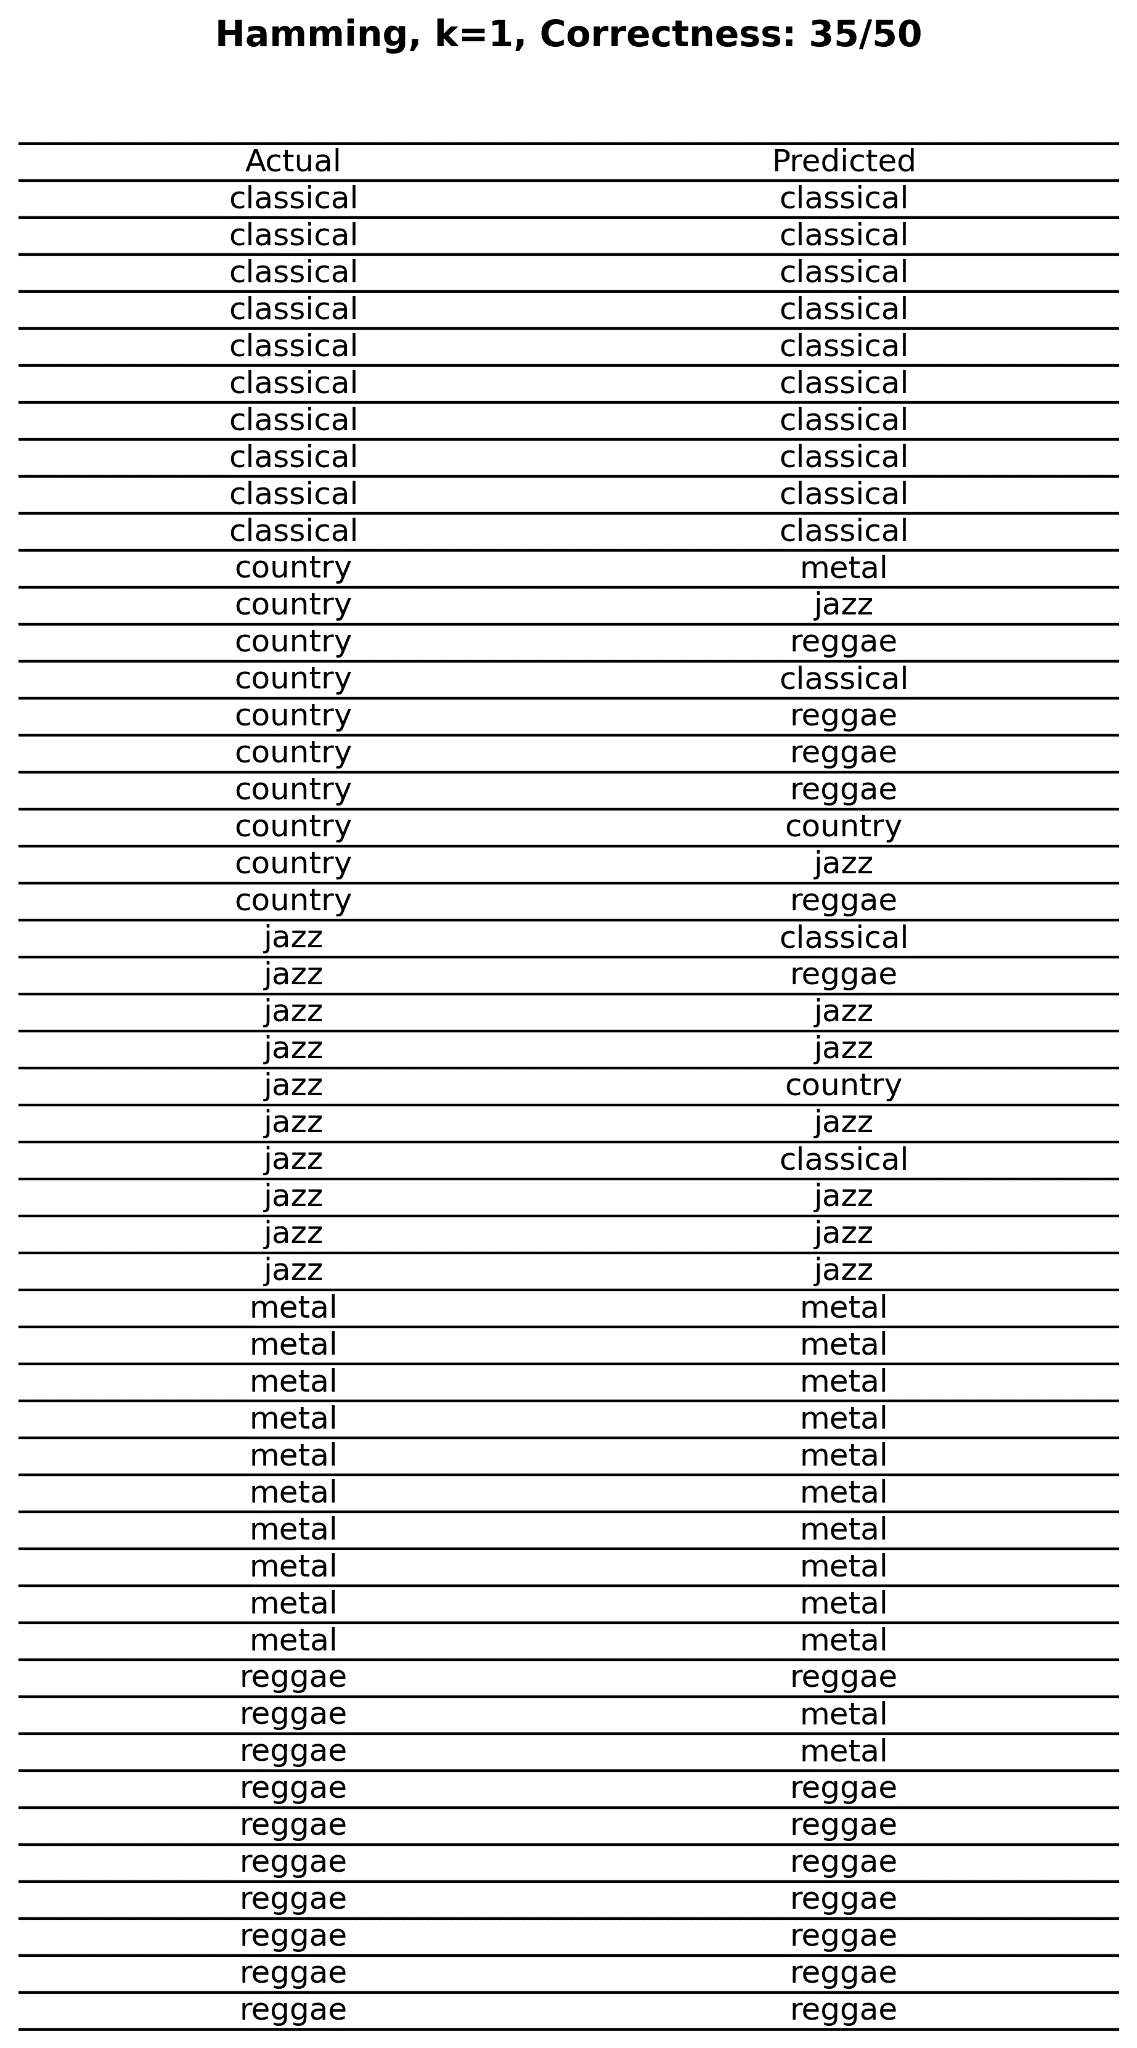 Hamming, k=1, Correctness: 35/50
Actual Predicted
classical classical
classical classical
classical classical
classical classical
classical classical
classical classical
classical classical
classical classical
classical classical
classical classical
country metal
country jazz
country reggae
country classical
country reggae
country reggae
country reggae
country country
country jazz
country reggae
jazz classical
jazz reggae
jazz jazz
jazz jazz
jazz country
jazz jazz
jazz classical
jazz jazz
jazz jazz
jazz jazz
metal metal
metal metal
metal metal
metal metal
metal metal
metal metal
metal metal
metal metal
metal metal
metal metal
reggae reggae
reggae metal
reggae metal
reggae reggae
reggae reggae
reggae reggae
reggae reggae
reggae reggae
reggae reggae
reggae reggae